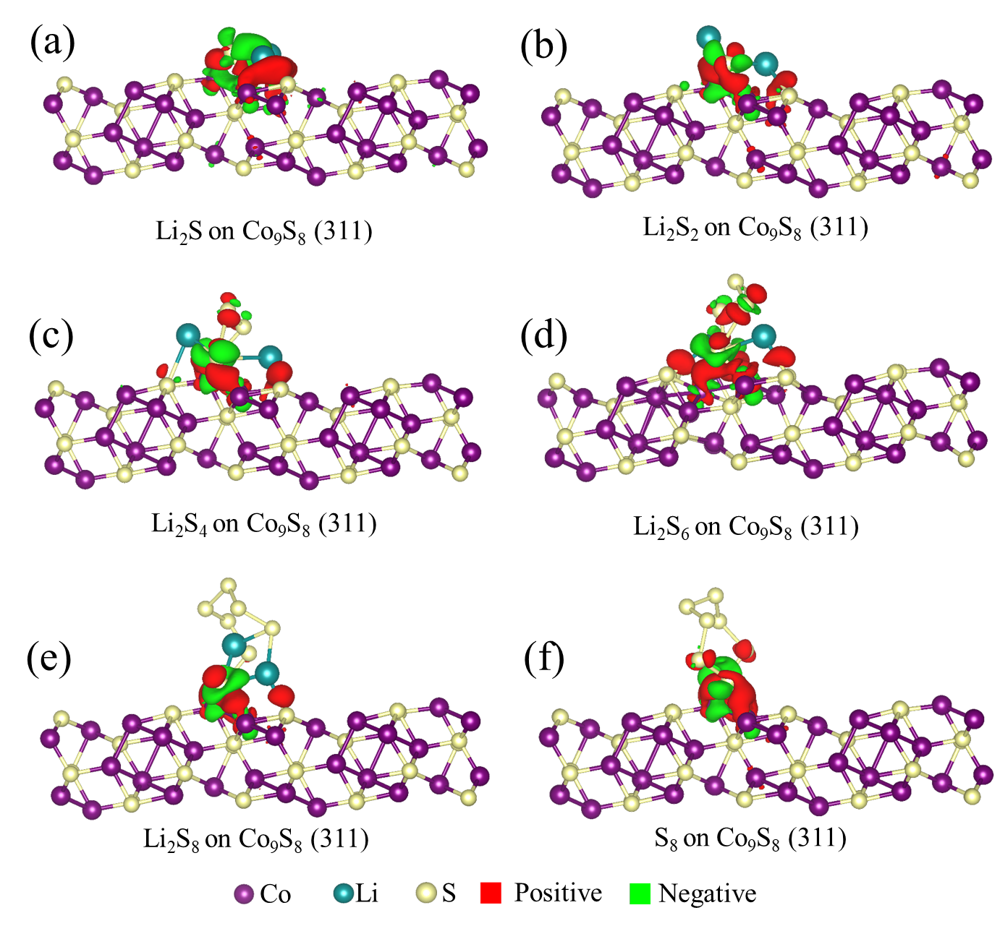 (a)
(b)
Li₂S on Co₉S₈ (311)
Li₂S₂ on Co₉S₈ (311)
(c)
(d)
Li₂S₄ on Co₉S₈ (311)
Li₂S₆ on Co₉S₈ (311)
(e)
(f)
Li₂S₈ on Co₉S₈ (311)
S₈ on Co₉S₈ (311)
Co Li S Positive Negative